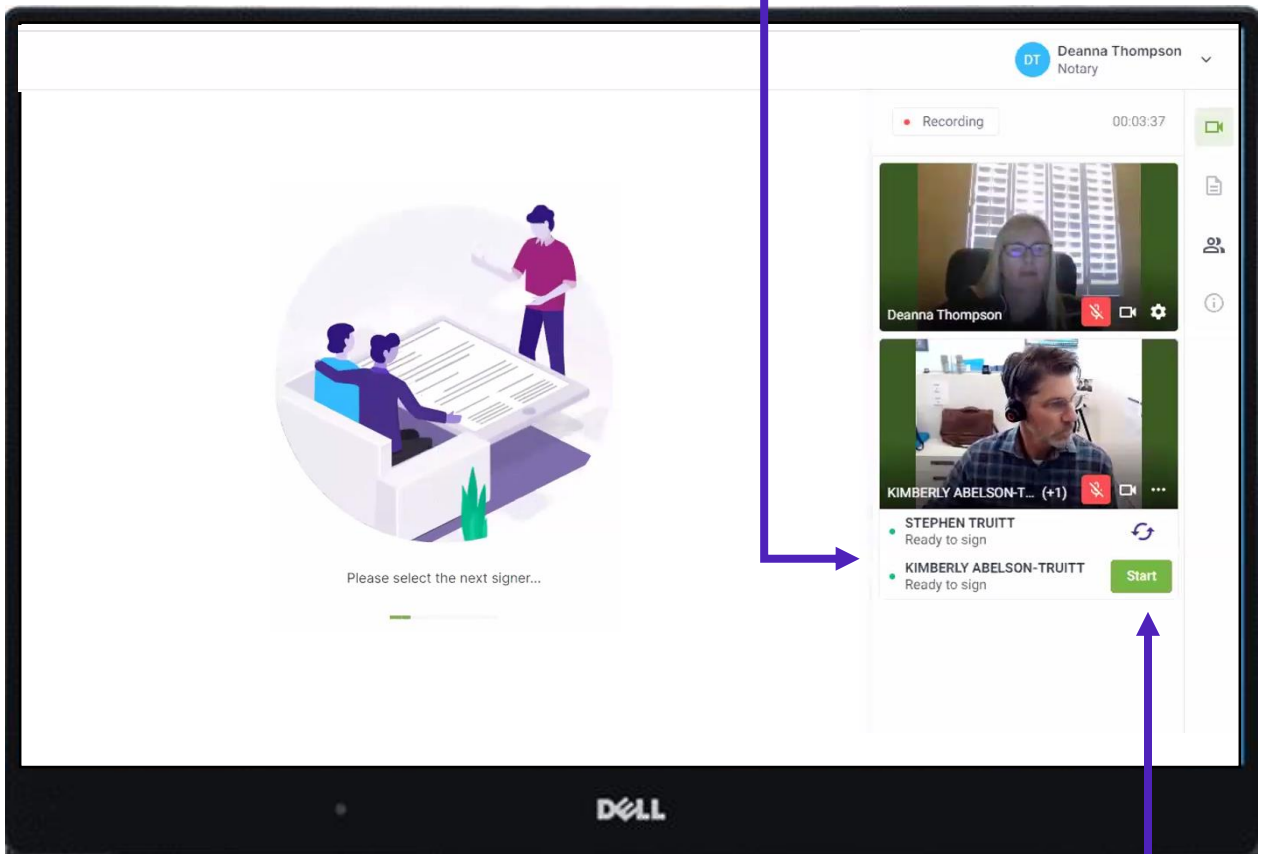 DT
Deanna Thompson
Notary
Recording
00:03:37
Deanna Thompson
KIMBERLY ABELSON-T... (+1)
STEPHEN TRUITT
Ready to sign
KIMBERLY ABELSON-TRUITT
Ready to sign
Start
Please select the next signer...
DELL